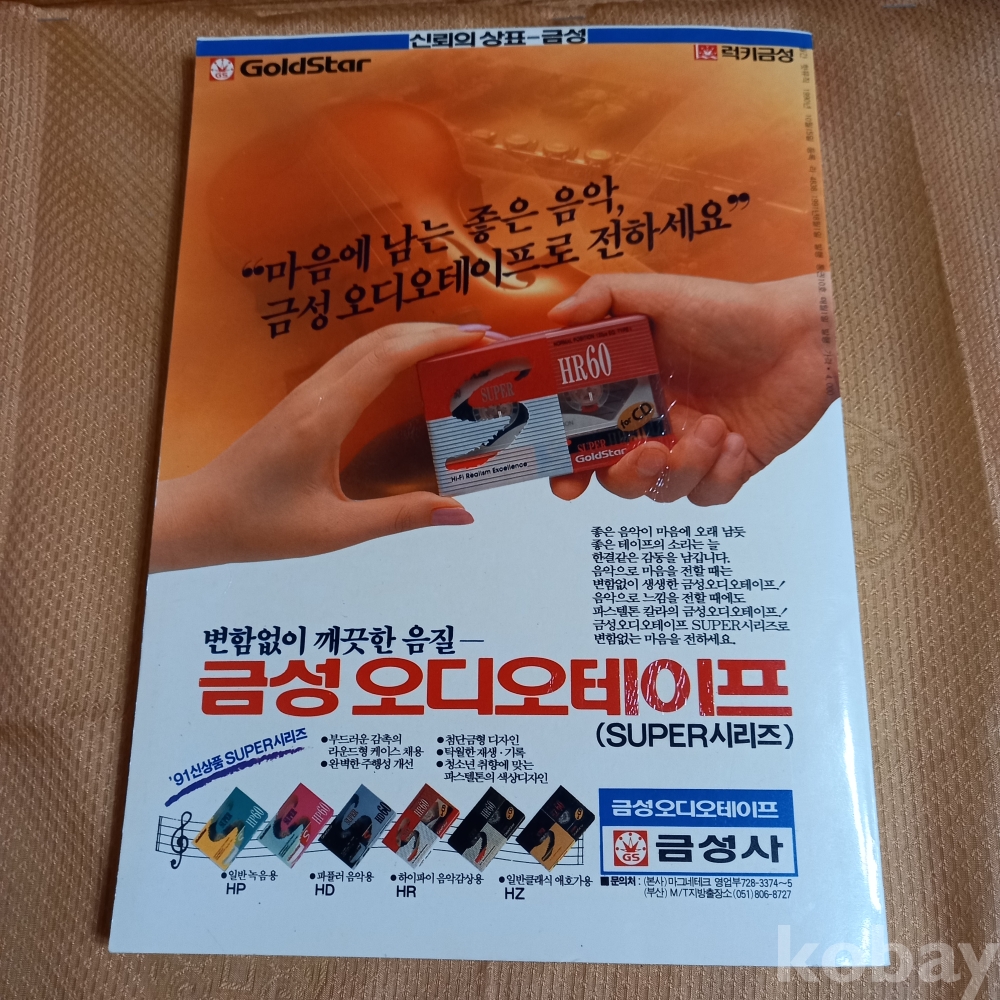 신뢰의 상표-금성
GS GoldStar
럭키금성
“마음에 남는 좋은 음악,
금성 오디오테이프로 전하세요”
HR60
SUPER
for CD
SUPER
GoldStar
Hi-Fi Realism Excellence
좋은 음악이 마음에 오래 남듯
좋은 테이프의 소리는 늘
한결같은 감동을 남깁니다.
음악으로 마음을 전할 때는
변함없이 생생한 금성오디오테이프!
음악으로 느낌을 전할 때에도
파스텔톤 칼라의 금성오디오테이프!
금성오디오테이프 SUPER시리즈로
변함없는 마음을 전하세요.
변함없이 깨끗한 음질—
금성 오디오테이프
(SUPER시리즈)
'91신상품 SUPER시리즈
●부드러운 감촉의
라운드형 케이스 채용
●완벽한 주행성 개선
●첨단금형 디자인
●탁월한 재생·기록
●청소년 취향에 맞는
파스텔톤의 색상디자인
HP60
HP60
HD60
HR60
HR60
●일반 녹음용
HP
●파퓰러 음악용
HD
●하이파이 음악감상용
HR
●일반클래식 애호가용
HZ
금성오디오테이프
GS 금성사
■문의처 : (본사) 마그네테크 영업부 728-3374~5
(부산) M/T지방출장소 (051) 806-8727
kobay